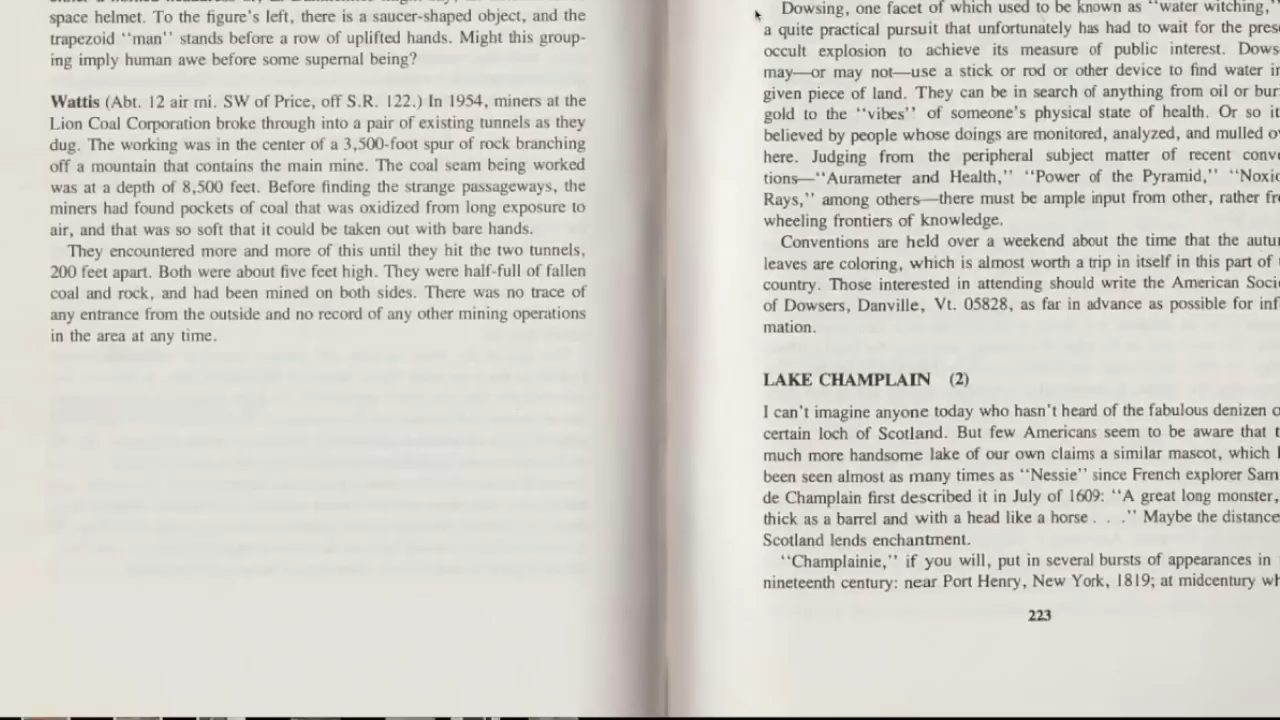 space helmet. To the figure's left, there is a saucer-shaped object, and the
trapezoid "man" stands before a row of uplifted hands. Might this group-
ing imply human awe before some supernal being?
Wattis (Abt. 12 air mi. SW of Price, off S.R. 122.) In 1954, miners at the
Lion Coal Corporation broke through into a pair of existing tunnels as they
dug. The working was in the center of a 3,500-foot spur of rock branching
off a mountain that contains the main mine. The coal seam being worked
was at a depth of 8,500 feet. Before finding the strange passageways, the
miners had found pockets of coal that was oxidized from long exposure to
air, and that was so soft that it could be taken out with bare hands.
They encountered more and more of this until they hit the two tunnels,
200 feet apart. Both were about five feet high. They were half-full of fallen
coal and rock, and had been mined on both sides. There was no trace of
any entrance from the outside and no record of any other mining operations
in the area at any time.
Dowsing, one facet of which used to be known as "water witching,"
a quite practical pursuit that unfortunately has had to wait for the pres
occult explosion to achieve its measure of public interest. Dows
may—or may not—use a stick or rod or other device to find water in
given piece of land. They can be in search of anything from oil or bur
gold to the "vibes" of someone's physical state of health. Or so it
believed by people whose doings are monitored, analyzed, and mulled ov
here. Judging from the peripheral subject matter of recent conve
tions—"Aurameter and Health," "Power of the Pyramid," "Noxio
Rays," among others—there must be ample input from other, rather fre
wheeling frontiers of knowledge.
Conventions are held over a weekend about the time that the autu
leaves are coloring, which is almost worth a trip in itself in this part of
country. Those interested in attending should write the American Soci
of Dowsers, Danville, Vt. 05828, as far in advance as possible for inf
mation.
LAKE CHAMPLAIN (2)
I can't imagine anyone today who hasn't heard of the fabulous denizen o
certain loch of Scotland. But few Americans seem to be aware that t
much more handsome lake of our own claims a similar mascot, which h
been seen almost as many times as "Nessie" since French explorer Sam
de Champlain first described it in July of 1609: "A great long monster,
thick as a barrel and with a head like a horse . . ." Maybe the distance
Scotland lends enchantment.
"Champlainie," if you will, put in several bursts of appearances in
nineteenth century: near Port Henry, New York, 1819; at midcentury wh
223